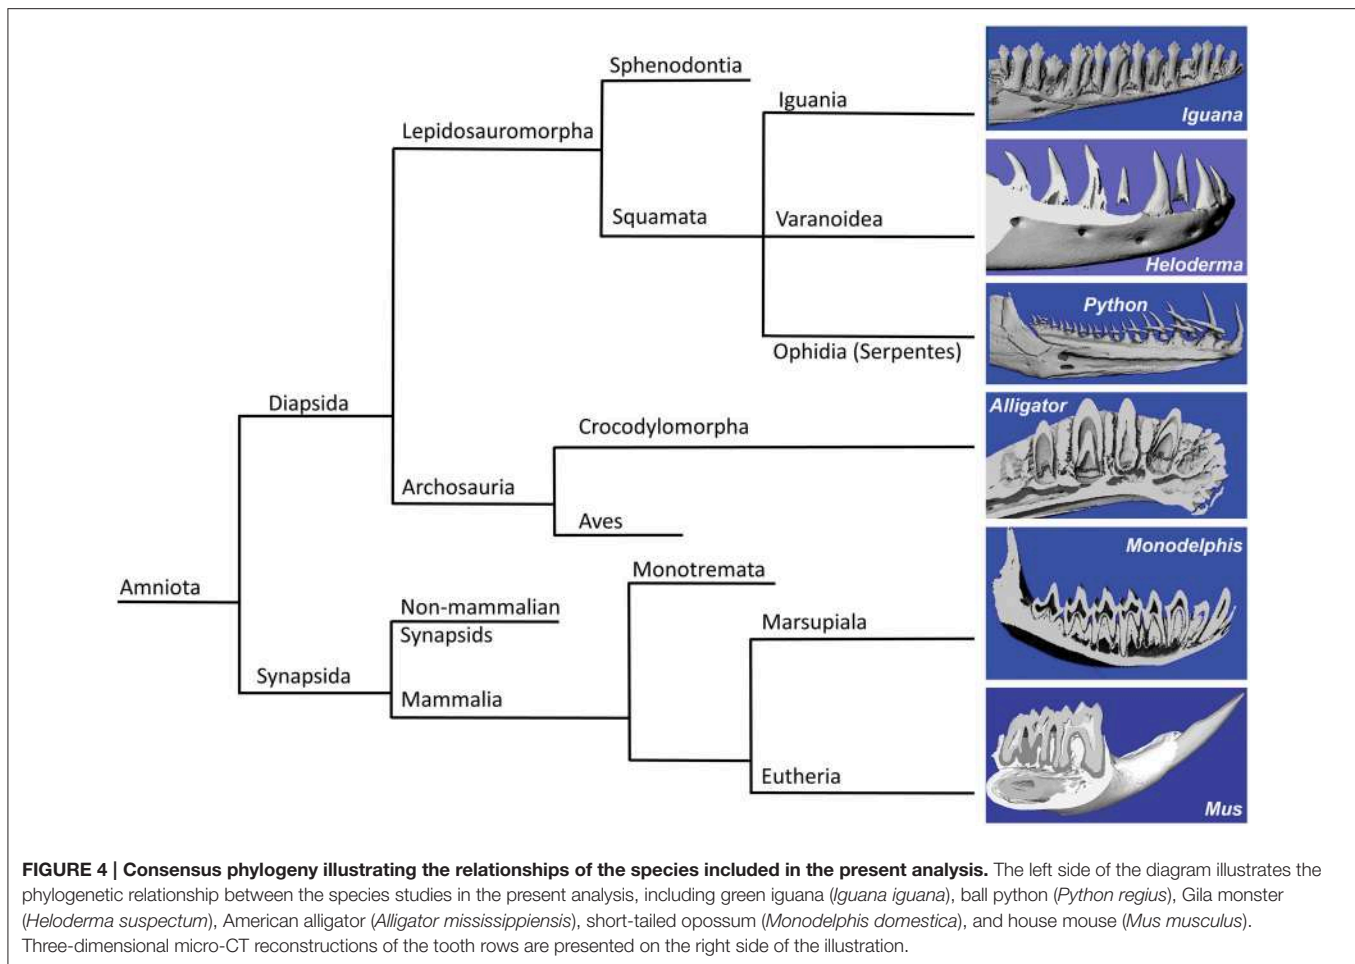 Sphenodontia
Iguania
Iguana
Lepidosauromorpha
Squamata
Varanoidea
Heloderma
Python
Ophidia (Serpentes)
Diapsida
Alligator
Crocodylomorpha
Archosauria
Aves
Monodelphis
Monotremata
Amniota
Non-mammalian
Synapsids
Marsupiala
Synapsida
Mammalia
Eutheria
Mus
FIGURE 4 | Consensus phylogeny illustrating the relationships of the species included in the present analysis. The left side of the diagram illustrates the
phylogenetic relationship between the species studies in the present analysis, including green iguana (Iguana iguana), ball python (Python regius), Gila monster
(Heloderma suspectum), American alligator (Alligator mississippiensis), short-tailed opossum (Monodelphis domestica), and house mouse (Mus musculus).
Three-dimensional micro-CT reconstructions of the tooth rows are presented on the right side of the illustration.